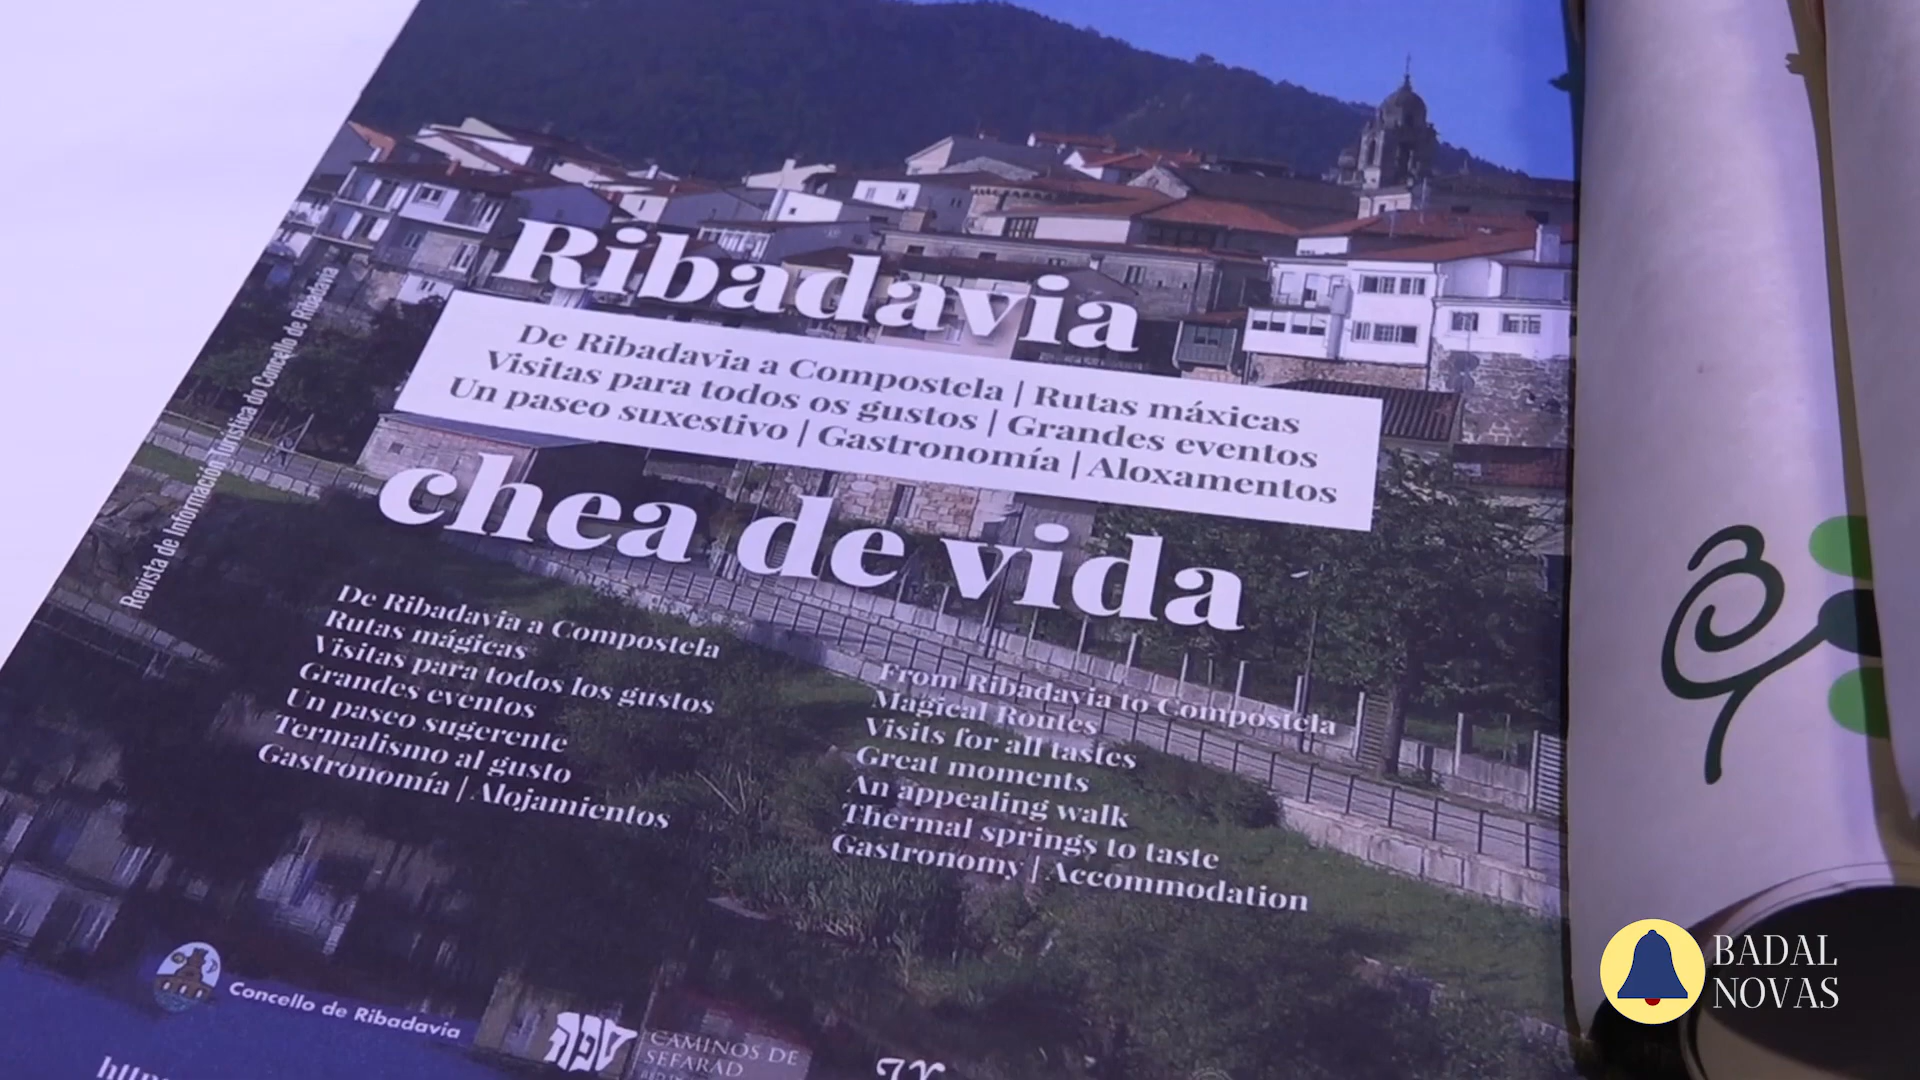 Ribadavia
De Ribadavia a Compostela | Rutas máxicas
Visitas para todos os gustos | Grandes eventos
Un paseo suxestivo | Gastronomía | Aloxamentos
chea de vida
Revista de Información Turística do Concello de Ribadavia
De Ribadavia a Compostela
Rutas mágicas
Visitas para todos los gustos
Grandes eventos
Un paseo sugerente
Termalismo al gusto
Gastronomía | Alojamientos
From Ribadavia to Compostela
Magical Routes
Visits for all tastes
Great moments
An appealing walk
Thermal springs to taste
Gastronomy | Accommodation
Concello de Ribadavia
CAMINOS DE
SEFARAD
BADAL
NOVAS